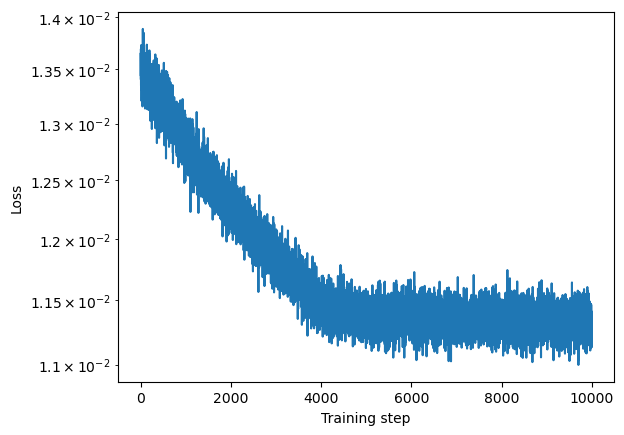 1.4 × 10⁻²
1.35 × 10⁻²
1.3 × 10⁻²
1.25 × 10⁻²
1.2 × 10⁻²
1.15 × 10⁻²
1.1 × 10⁻²
Loss
0 2000 4000 6000 8000 10000
Training step